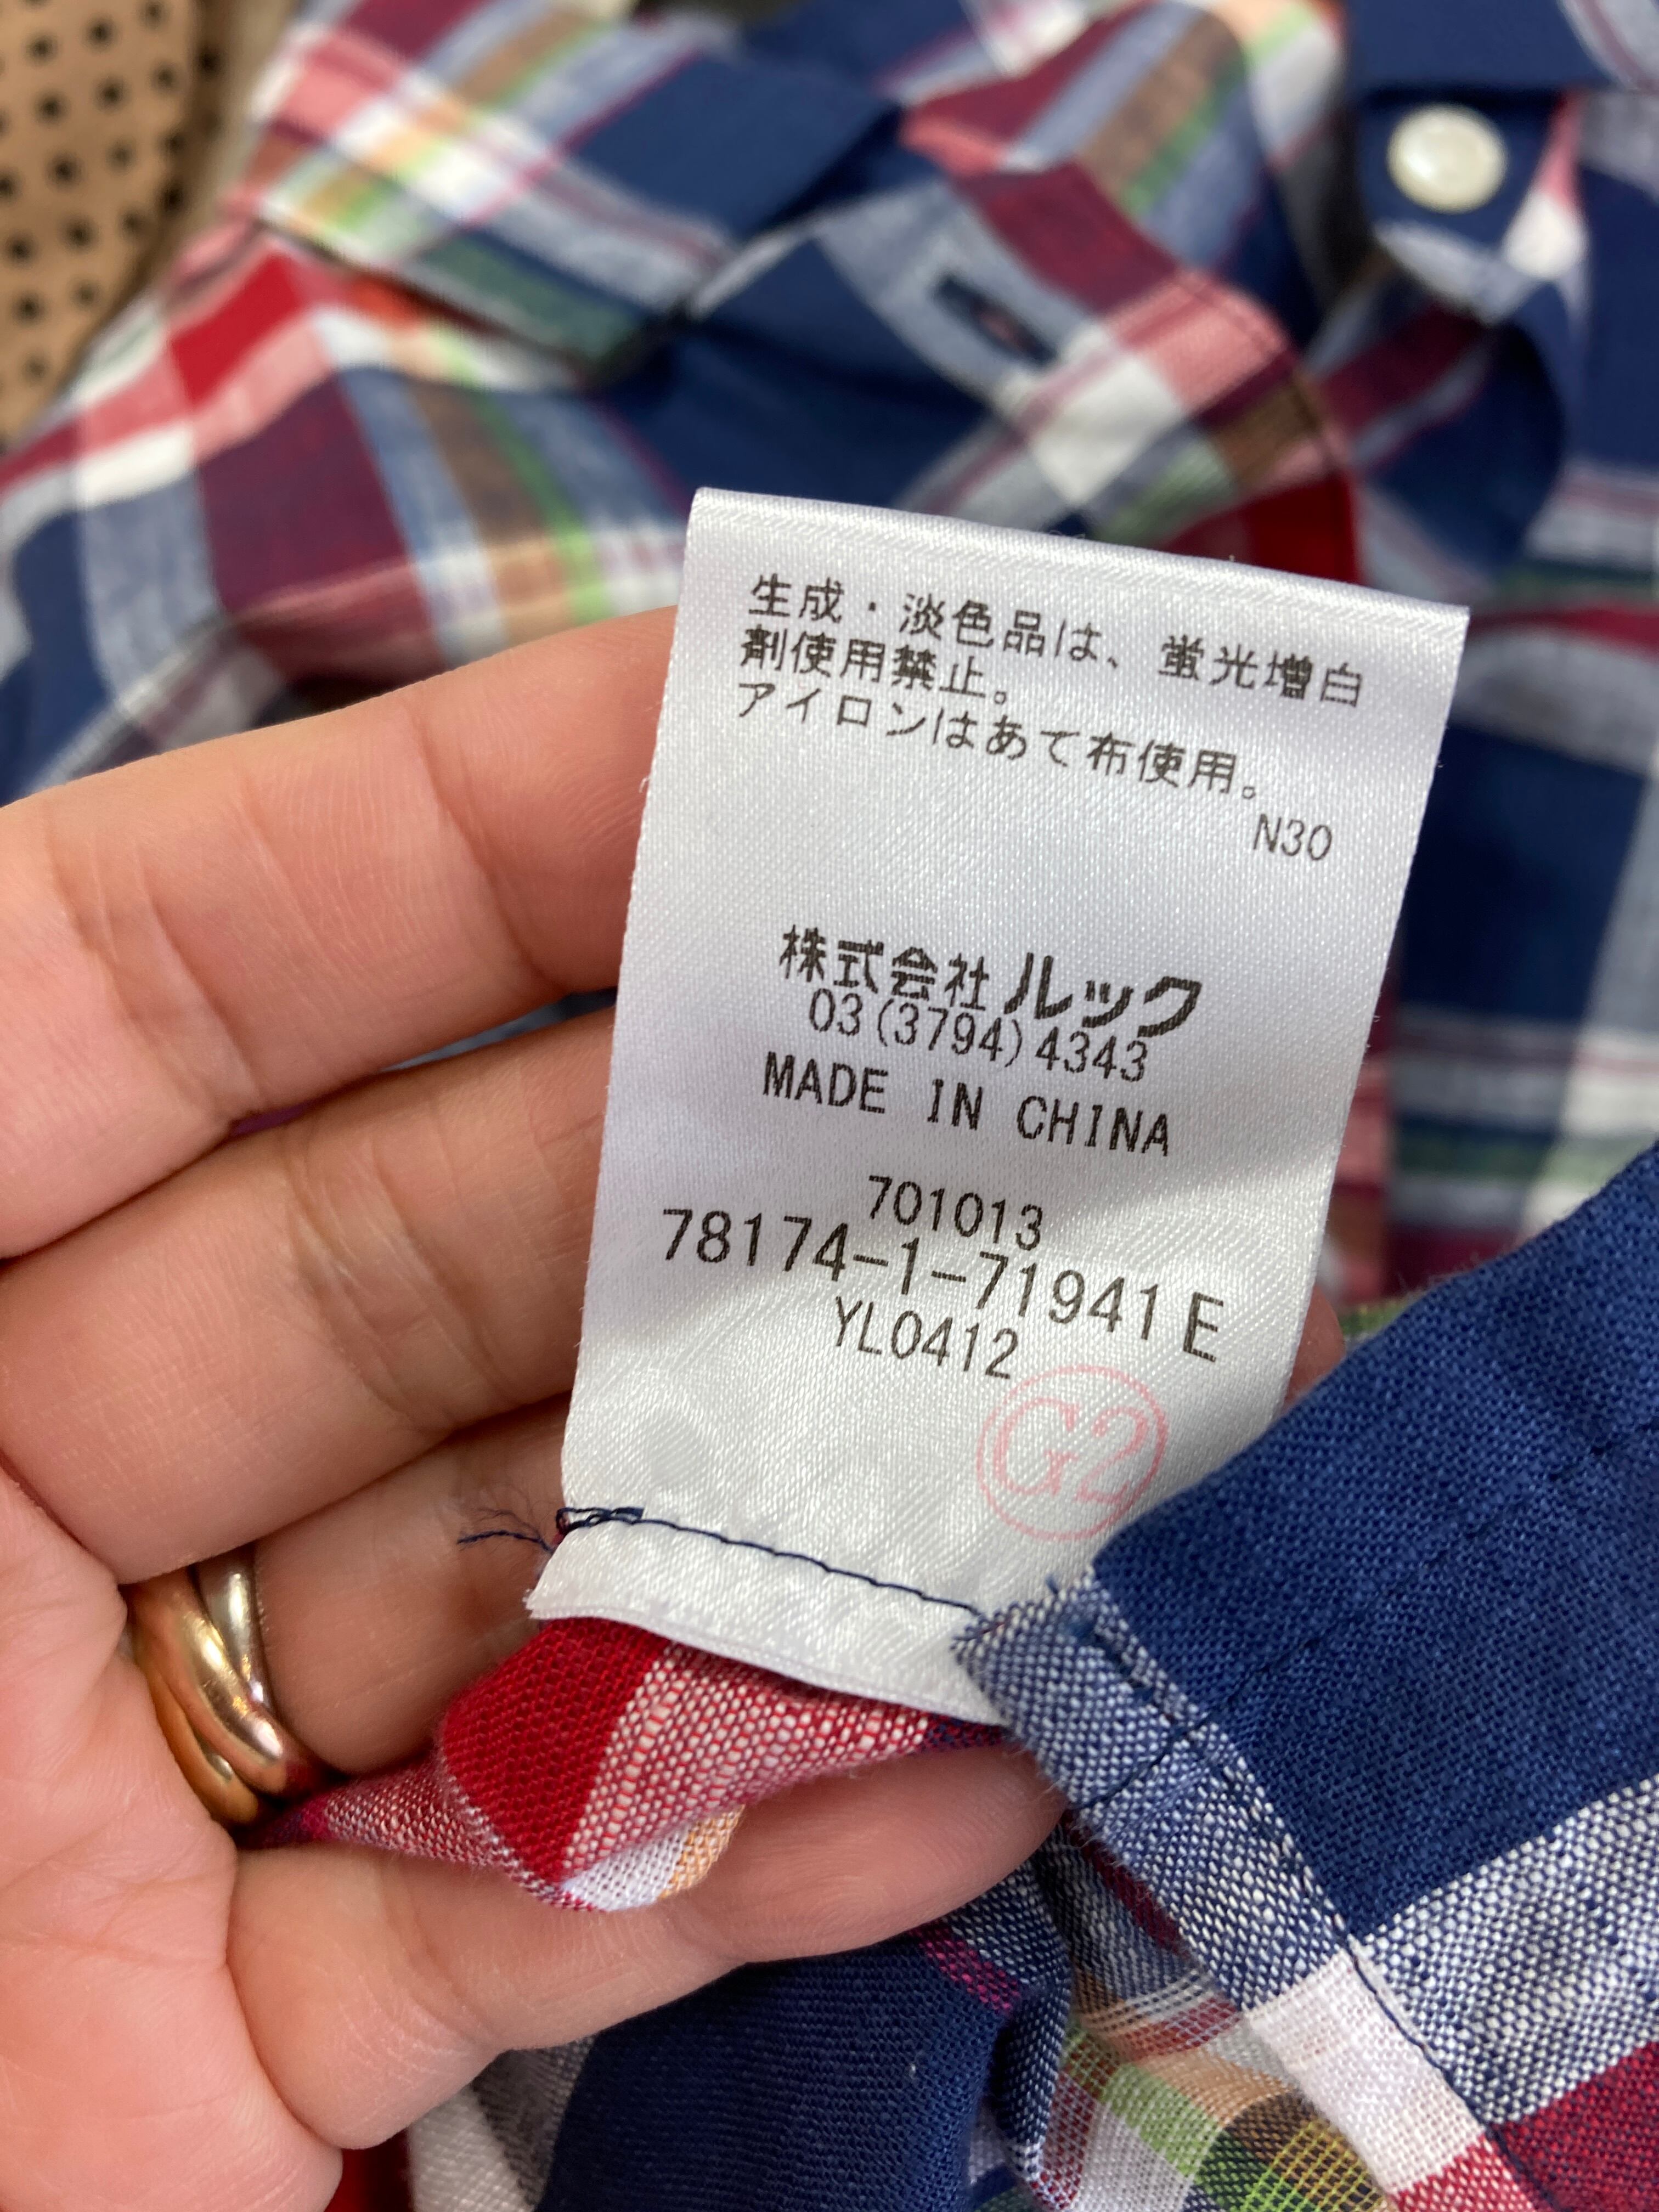 生成・淡色品は、蛍光増白
剤使用禁止。
アイロンはあて布使用。
N30
株式会社ルック
03(3794)4343
MADE IN CHINA
701013
78174-1-71941 E
YL0412
G2